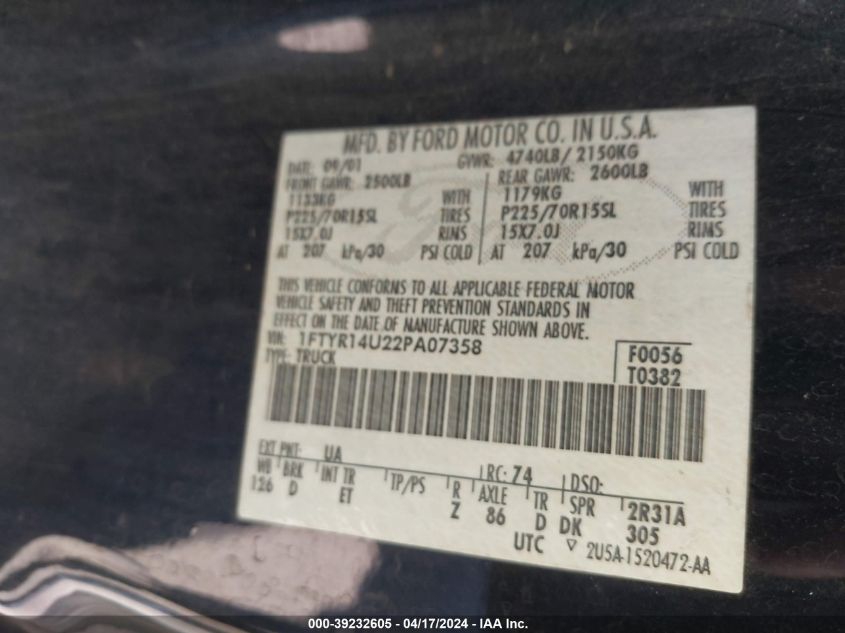 MFD. BY FORD MOTOR CO. IN U.S.A.
DATE: 09/01 GVWR: 4740LB / 2150KG
FRONT GAWR: 2500LB REAR GAWR: 2600LB
1133KG WITH 1179KG WITH
P225/70R15SL TIRES P225/70R15SL TIRES
15X7.0J RIMS 15X7.0J RIMS
AT 207 kPa/30 PSI COLD AT 207 kPa/30 PSI COLD
THIS VEHICLE CONFORMS TO ALL APPLICABLE FEDERAL MOTOR
VEHICLE SAFETY AND THEFT PREVENTION STANDARDS IN
EFFECT ON THE DATE OF MANUFACTURE SHOWN ABOVE.
VIN: 1FTYR14U22PA07358 F0056
TYPE: TRUCK T0382
EXT PNT: UA RC: 74 DSO:
WB BRK INT TR TP/PS R AXLE TR SPR 2R31A
126 D ET Z 86 D DK 305
UTC ▽ 2U5A-1520472-AA
000-39232605 - 04/17/2024 - IAA Inc.